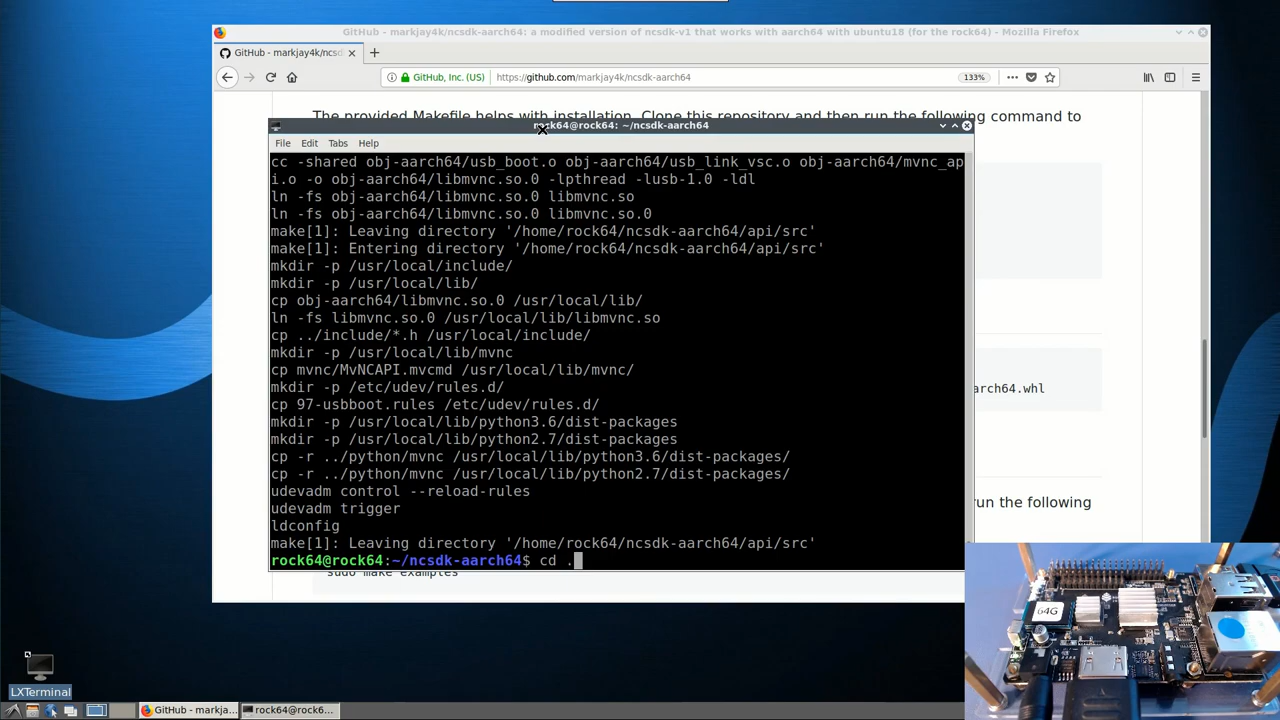 GitHub - markjay4k/ncsdk-aarch64: a modified version of ncsdk-v1 that works with aarch64 with ubuntu18 (for the rock64) - Mozilla Firefox
GitHub - markjay4k/ncs
GitHub, Inc. (US)
https://github.com/markjay4k/ncsdk-aarch64
133%
The provided Makefile helps with installation. Clone this repository and then run the following command to
rock64@rock64: ~/ncsdk-aarch64
File Edit Tabs Help
cc -shared obj-aarch64/usb_boot.o obj-aarch64/usb_link_vsc.o obj-aarch64/mvnc_ap
i.o -o obj-aarch64/libmvnc.so.0 -lpthread -lusb-1.0 -ldl
ln -fs obj-aarch64/libmvnc.so.0 libmvnc.so
ln -fs obj-aarch64/libmvnc.so.0 libmvnc.so.0
make[1]: Leaving directory '/home/rock64/ncsdk-aarch64/api/src'
make[1]: Entering directory '/home/rock64/ncsdk-aarch64/api/src'
mkdir -p /usr/local/include/
mkdir -p /usr/local/lib/
cp obj-aarch64/libmvnc.so.0 /usr/local/lib/
ln -fs libmvnc.so.0 /usr/local/lib/libmvnc.so
cp ../include/*.h /usr/local/include/
mkdir -p /usr/local/lib/mvnc
cp mvnc/MvNCAPI.mvcmd /usr/local/lib/mvnc/
mkdir -p /etc/udev/rules.d/
arch64.whl
cp 97-usbboot.rules /etc/udev/rules.d/
mkdir -p /usr/local/lib/python3.6/dist-packages
mkdir -p /usr/local/lib/python2.7/dist-packages
cp -r ../python/mvnc /usr/local/lib/python3.6/dist-packages/
cp -r ../python/mvnc /usr/local/lib/python2.7/dist-packages/
udevadm control --reload-rules
run the following
udevadm trigger
ldconfig
make[1]: Leaving directory '/home/rock64/ncsdk-aarch64/api/src'
rock64@rock64:~/ncsdk-aarch64$ cd .
sudo make examples
64G
LXTerminal
GitHub - markja...
rock64@rock6...